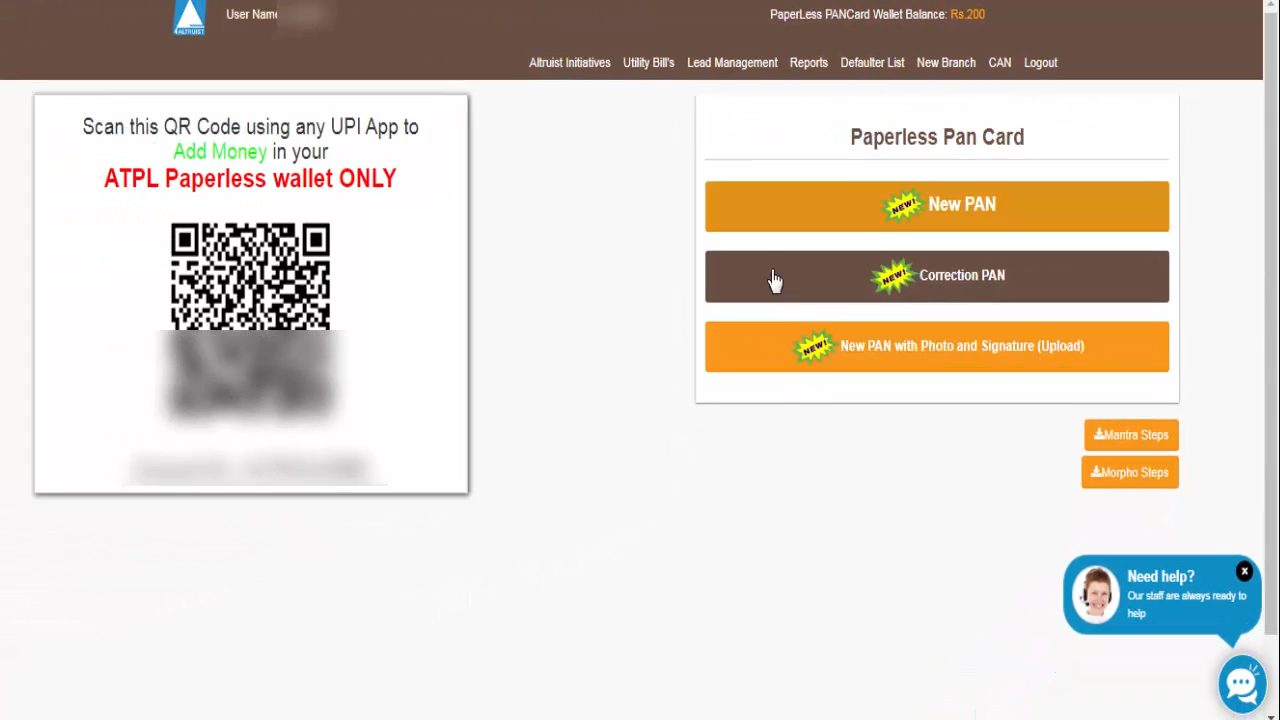 User Name
PaperLess PANCard Wallet Balance: Rs.200
4ALTRUIST
Altruist Initiatives Utility Bill's Lead Management Reports Defaulter List New Branch CAN Logout
Scan this QR Code using any UPI App to
Add Money in your
ATPL Paperless wallet ONLY
Paperless Pan Card
NEW! New PAN
NEW! Correction PAN
NEW! New PAN with Photo and Signature (Upload)
Mantra Steps
Morpho Steps
Need help?
Our staff are always ready to
help
x